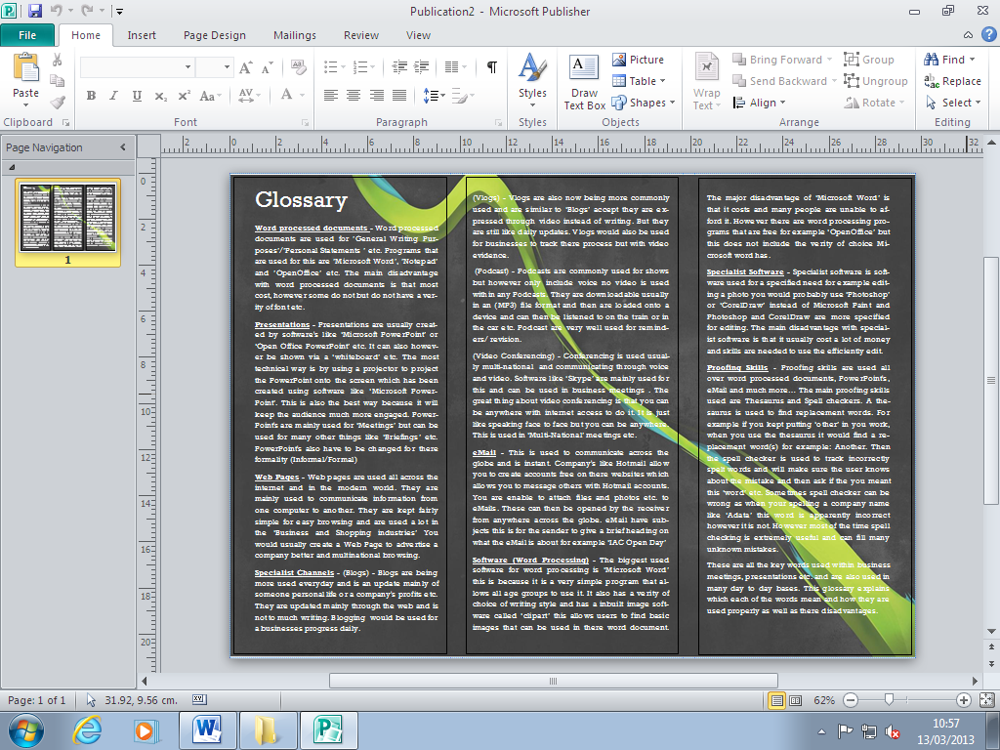 Publication2 - Microsoft Publisher
File Home Insert Page Design Mailings Review View
Paste
Styles
Draw
Text Box
Picture
Table
Shapes
Wrap
Text
Bring Forward
Send Backward
Align
Group
Ungroup
Rotate
Find
Replace
Select
Clipboard Font Paragraph Styles Objects Arrange Editing
Page Navigation
1
Glossary
Word processed documents - Word processed
documents are used for 'General Writing Pur-
poses'/'Personal Statements ' etc. Programs that
are used for this are 'Microsoft Word', 'Notepad'
and 'OpenOffice' etc. The main disadvantage
with word processed documents is that most
cost, however some do not but do not have a ver-
ity of font etc.
Presentations - Presentations are usually creat-
ed by software's like 'Microsoft PowerPoint' or
'Open Office PowerPoint' etc. It can also howev-
er be shown via a 'whiteboard' etc. The most
technical way is by using a projector to project
the PowerPoint onto the screen which has been
created using software like 'Microsoft Power-
Point'. This is also the best way because it will
keep the audience much more engaged. Power-
Point's are mainly used for 'Meetings' but can be
used for many other things like 'Briefings' etc.
PowerPoint's also have to be changed for there
formality (Informal/Formal)
Web Pages - Web pages are used all across the
internet and in the modern world. They are
mainly used to communicate information from
one computer to another. They are kept fairly
simple for easy browsing and are used a lot in
the 'Business and Shopping industries' You
would usually create a Web Page to advertise a
company better and multinational browsing.
Specialist Channels - (Blogs) - Blogs are being
more used everyday and is an update mainly of
someone personal life or a company's profits etc.
They are updated mainly through the web and is
not to much writing. Blogging would be used for
a businesses progress daily.
(Vlogs) - Vlogs are also now being more commonly
used and are similar to 'Blogs' accept they are ex-
pressed through video instead of writing. But they
are still like daily updates. Vlogs would also be used
for businesses to track there process but with video
evidence.
(Podcast) - Podcasts are commonly used for shows
but however only include voice no video is used
within any Podcasts. They are downloadable usually
in an (MP3) file format and then are loaded onto a
device and can then be listened to on the train or in
the car etc. Podcast are very well used for remind-
ers/ revision.
(Video Conferencing) - Conferencing is used usual-
ly multi-national and communicating through voice
and video. Software like 'Skype' are mainly used for
this and can be used in business meetings . The
great thing about video conferencing is that you can
be anywhere with internet access to do it. It is just
like speaking face to face but you can be anywhere.
This is used in 'Multi-National' meetings etc.
eMail - This is used to communicate across the
globe and is instant. Company's like Hotmail allow
you to create accounts free on there websites which
allows you to message others with Hotmail accounts.
You are enable to attach files and photos etc. to
eMails. These can then be opened by the receiver
from anywhere across the globe. eMail have sub-
jects this is for the sender to give a brief heading on
what the eMail is about for example 'IAC Open Day'
Software (Word Processing) - The biggest used
software for word processing is 'Microsoft Word'
this is because it is a very simple program that al-
lows all age groups to use it. It also has a verity of
choice of writing style and has a inbuilt image soft-
ware called 'clipart' this allows users to find basic
images that can be used in there word document.
The major disadvantage of 'Microsoft Word' is
that it costs and many people are unable to af-
ford it. However there are word processing pro-
grams that are free for example 'OpenOffice' but
this does not include the verity of choice Mi-
crosoft word has.
Specialist Software - Specialist software is soft-
ware used for a specified need for example edit-
ing a photo you would probably use 'Photoshop'
or 'CorelDraw' instead of Microsoft Paint and
Photoshop and CorelDraw are more specified
for editing. The main disadvantage with special-
ist software is that it usually cost a lot of money
and skills are needed to use the efficiently edit.
Proofing Skills - Proofing skills are used all
over word processed documents, PowerPoint's,
eMail and much more... The main proofing skills
used are Thesaurus and Spell checkers. A the-
saurus is used to find replacement words. For
example if you kept putting 'other' in you work,
when you use the thesaurus it would find a re-
placement word(s) for example: Another. Then
the spell checker is used to track incorrectly
spelt words and will make sure the user knows
about the mistake and then ask if the you meant
this 'word' etc. Sometimes spell checker can be
wrong as when your spelling a company name
like 'Adata' this word is apparently incorrect
however it is not. However most of the time spell
checking is extremely useful and can fill many
unknown mistakes.
These are all the key words used within business
meetings, presentations etc. and are also used in
many day to day bases. This glossary explains
which each of the words mean and how they are
used properly as well as there disadvantages.
Page: 1 of 1 31.92, 9.56 cm. 62%
10:57
13/03/2013